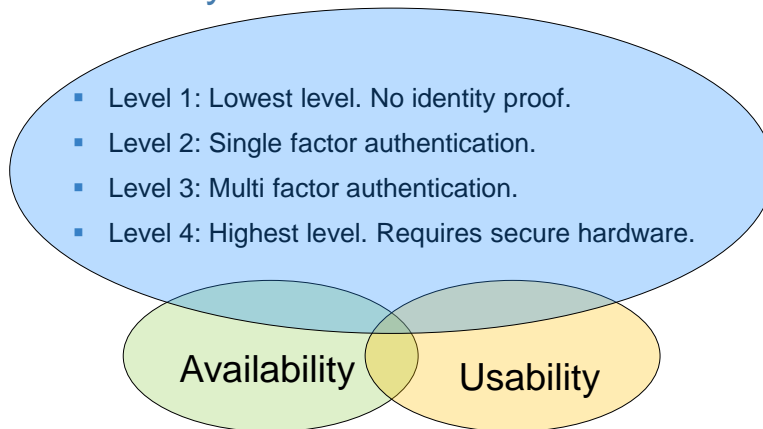 Level 1: Lowest level. No identity proof.
Level 2: Single factor authentication.
Level 3: Multi factor authentication.
Level 4: Highest level. Requires secure hardware.
Availability
Usability